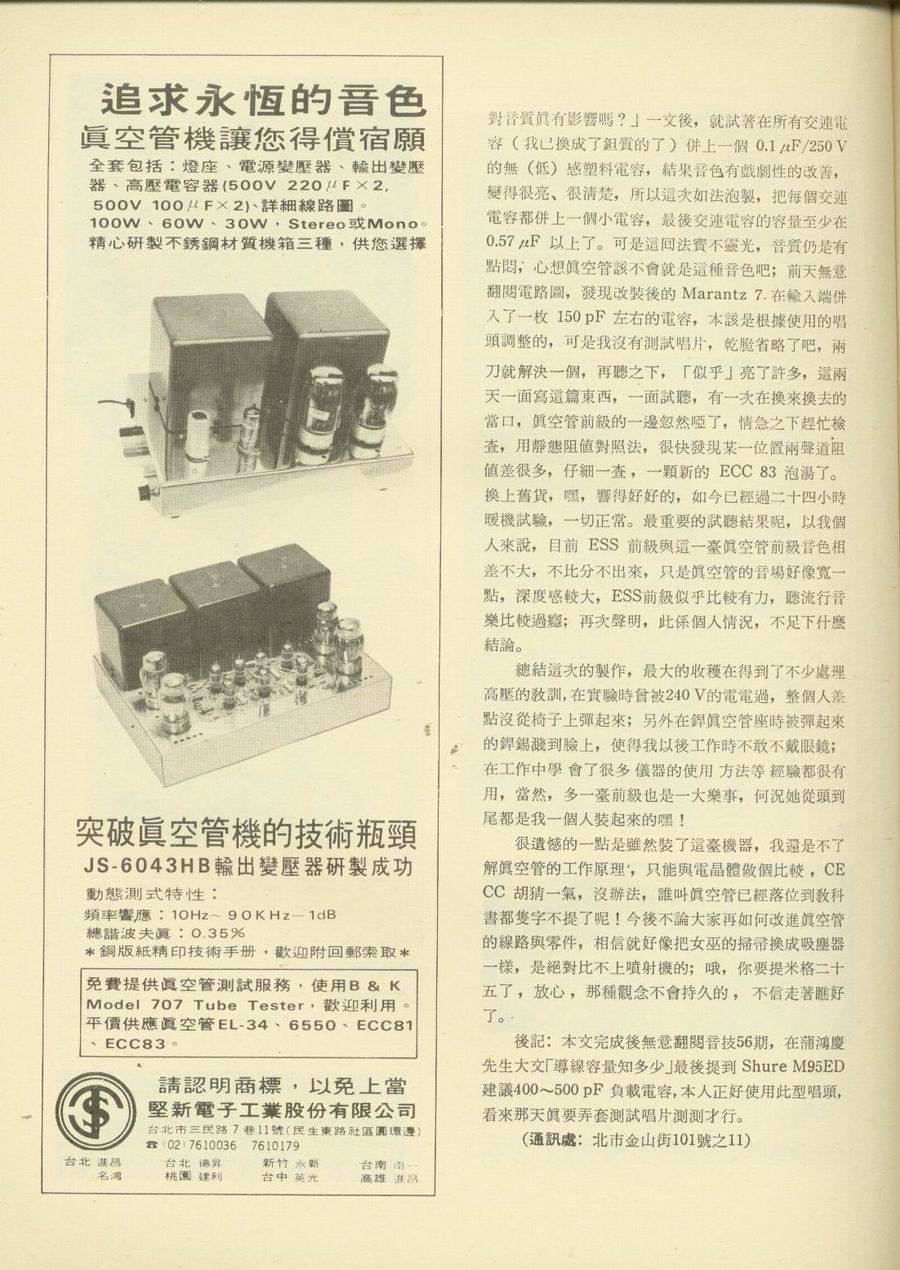 追求永恆的音色
眞空管機讓您得償宿願
全套包括：燈座、電源變壓器、輸出變壓
器、高壓電容器(500V 220μF×2,
500V 100μF×2)、詳細線路圖。
100W、60W、30W，Stereo或Mono。
精心研製不銹鋼材質機箱三種，供您選擇
突破眞空管機的技術瓶頸
JS-6043HB輸出變壓器研製成功
動態測式特性：
頻率響應：10Hz～90KHz－1dB
總諧波失眞：0.35%
＊銅版紙精印技術手册，歡迎附回郵索取＊
免費提供眞空管測試服務，使用B & K
Model 707 Tube Tester，歡迎利用。
平價供應眞空管EL-34、6550、ECC81
、ECC83。
請認明商標，以免上當
堅新電子工業股份有限公司
台北市三民路7巷11號(民生東路社區圓環邊)
☎(02)7610036 7610179
台北 進昌 台北 德昇 新竹 永新 台南 南一
名鴻 桃園 建利 台中 英光 高雄 進昌
對音質眞有影響嗎？」一文後，就試著在所有交連電
容（我已換成了鉭質的了）併上一個 0.1 μF/250 V
的無（低）感塑料電容，結果音色有戲劇性的改善，
變得很亮、很清楚，所以這次如法泡製，把每個交連
電容都併上一個小電容，最後交連電容的容量至少在
0.57 μF 以上了。可是這回法寶不靈光，音質仍是有
點悶，心想眞空管該不會就是這種音色吧；前天無意
翻閱電路圖，發現改裝後的 Marantz 7. 在輸入端併
入了一枚 150 pF 左右的電容，本該是根據使用的唱
頭調整的，可是我沒有測試唱片，乾脆省略了吧，兩
刀就解決一個，再聽之下，「似乎」亮了許多，這兩
天一面寫這篇東西，一面試聽，有一次在換來換去的
當口，眞空管前級的一邊忽然啞了，情急之下趕忙檢
查，用靜態阻値對照法，很快發現某一位置兩聲道阻
値差很多，仔細一查，一顆新的 ECC 83 泡湯了。
換上舊貨，嘿，響得好好的，如今已經過二十四小時
暖機試驗，一切正常。最重要的試聽結果呢，以我個
人來說，目前 ESS 前級與這一臺眞空管前級音色相
差不大，不比分不出來，只是眞空管的音場好像寬一
點，深度感較大，ESS前級似乎比較有力，聽流行音
樂比較過癮；再次聲明，此係個人情況，不足下什麼
結論。
總結這次的製作，最大的收穫在得到了不少處理
高壓的教訓，在實驗時曾被240 V的電電過，整個人差
點沒從椅子上彈起來；另外在銲眞空管座時被彈起來
的銲錫濺到臉上，使得我以後工作時不敢不戴眼鏡；
在工作中學 會了很多 儀器的使用 方法等 經驗都很有
用，當然，多一臺前級也是一大樂事，何況她從頭到
尾都是我一個人裝起來的嘿！
很遺憾的一點是雖然裝了這臺機器，我還是不了
解眞空管的工作原理，只能與電晶體做個比較，CE
CC 胡猜一氣，沒辦法，誰叫眞空管已經落位到教科
書都隻字不提了呢！今後不論大家再如何改進眞空管
的線路與零件，相信就好像把女巫的掃帚換成吸塵器
一樣，是絕對比不上噴射機的；哦，你要提米格二十
五了，放心，那種觀念不會持久的，不信走著瞧好
了。
後記：本文完成後無意翻閱音技56期，在蒲鴻慶
先生大文「導線容量知多少」最後提到 Shure M95ED
建議400～500 pF 負載電容，本人正好使用此型唱頭，
看來那天眞要弄套測試唱片測測才行。
(通訊處：北市金山街101號之11)